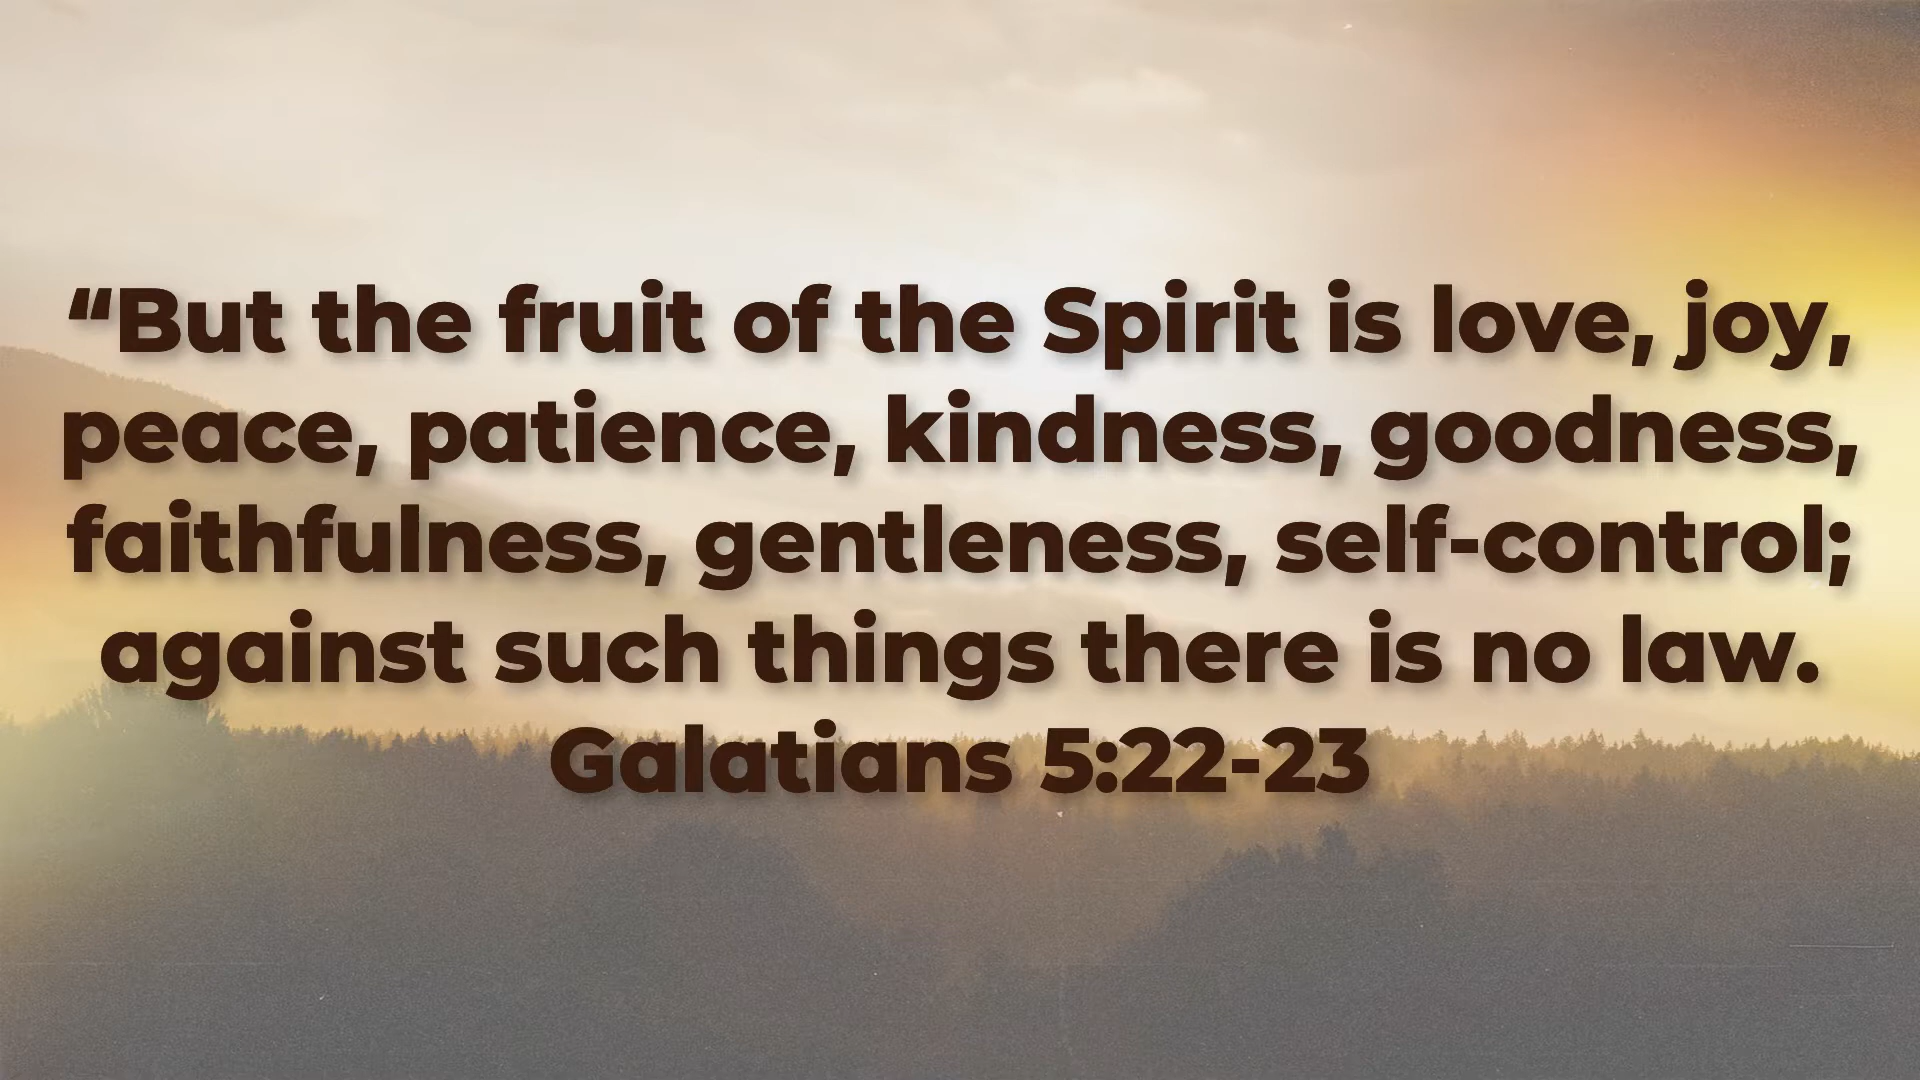 “But the fruit of the Spirit is love, joy,
peace, patience, kindness, goodness,
faithfulness, gentleness, self-control;
against such things there is no law.
Galatians 5:22-23